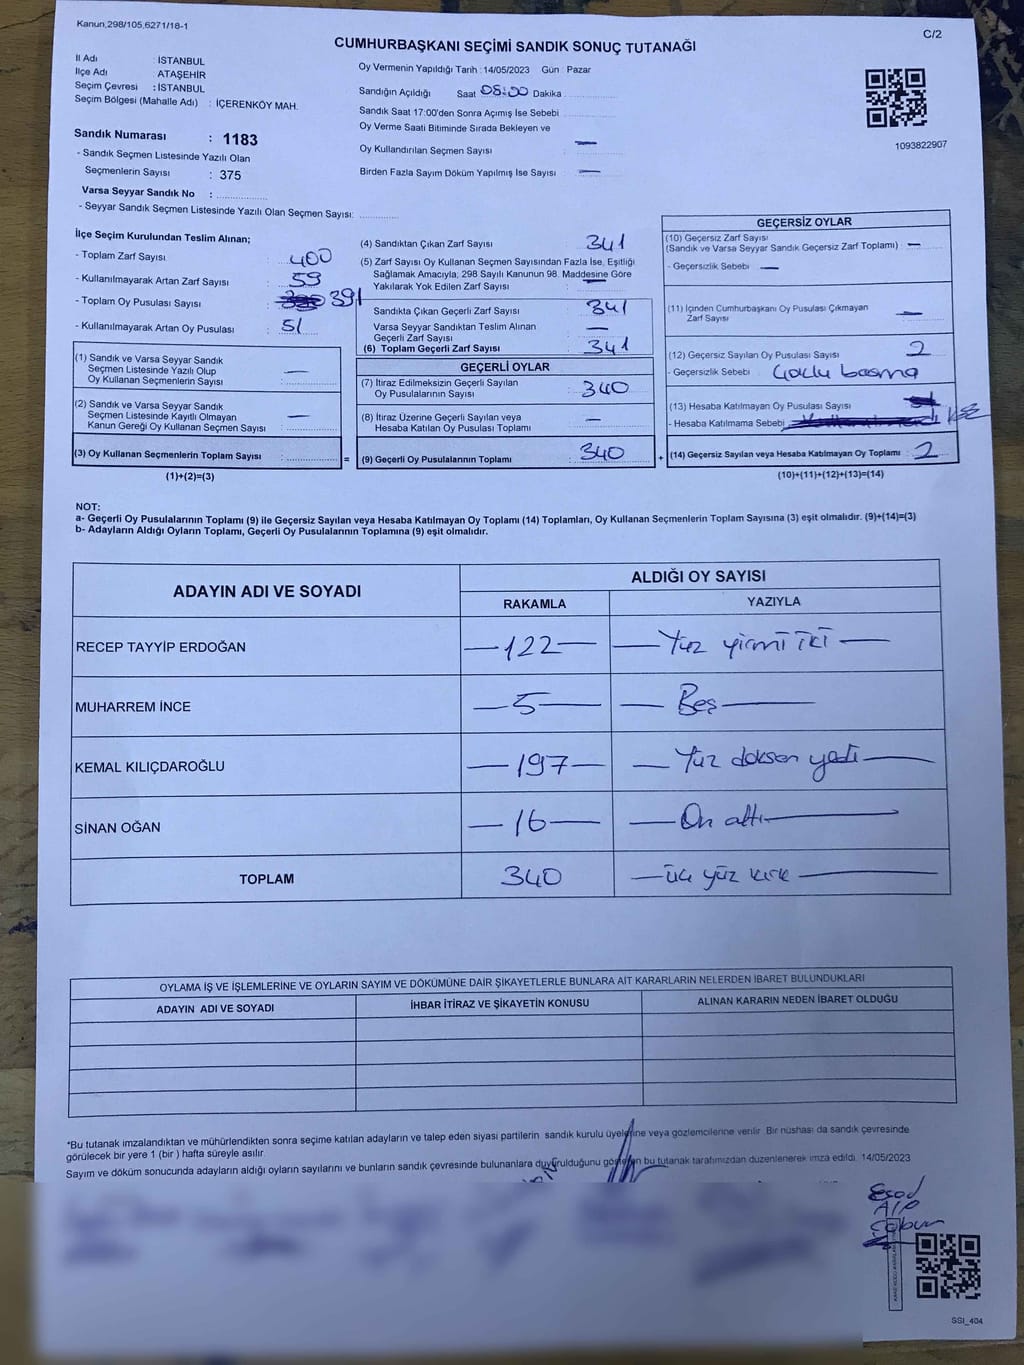 Kanun,298/105,6271/18-1
C/2
CUMHURBAŞKANI SEÇİMİ SANDIK SONUÇ TUTANAĞI
İl Adı : İSTANBUL
İlçe Adı : ATAŞEHİR
Seçim Çevresi : İSTANBUL
Seçim Bölgesi (Mahalle Adı) : İÇERENKÖY MAH.
Sandık Numarası : 1183
- Sandık Seçmen Listesinde Yazılı Olan
Seçmenlerin Sayısı : 375
Varsa Seyyar Sandık No :
- Seyyar Sandık Seçmen Listesinde Yazılı Olan Seçmen Sayısı:
Oy Vermenin Yapıldığı Tarih : 14/05/2023 Gün : Pazar
Sandığın Açıldığı Saat 08:00 Dakika
Sandık Saat 17:00'den Sonra Açımış İse Sebebi
Oy Verme Saati Bitiminde Sırada Bekleyen ve
Oy Kullandırılan Seçmen Sayısı : —
Birden Fazla Sayım Döküm Yapılmış İse Sayısı : —
1093822907
İlçe Seçim Kurulundan Teslim Alınan;
- Toplam Zarf Sayısı : 400
- Kullanılmayarak Artan Zarf Sayısı : 59
- Toplam Oy Pusulası Sayısı : 391
- Kullanılmayarak Artan Oy Pusulası : 51
(1) Sandık ve Varsa Seyyar Sandık
Seçmen Listesinde Yazılı Olup
Oy Kullanan Seçmenlerin Sayısı : —
(2) Sandık ve Varsa Seyyar Sandık
Seçmen Listesinde Kayıtlı Olmayan
Kanun Gereği Oy Kullanan Seçmen Sayısı : —
(3) Oy Kullanan Seçmenlerin Toplam Sayısı : =
(1)+(2)=(3)
(4) Sandıktan Çıkan Zarf Sayısı : 341
(5) Zarf Sayısı Oy Kullanan Seçmen Sayısından Fazla İse, Eşitliği
Sağlamak Amacıyla; 298 Sayılı Kanunun 98. Maddesine Göre
Yakılarak Yok Edilen Zarf Sayısı : —
Sandıkta Çıkan Geçerli Zarf Sayısı : 341
Varsa Seyyar Sandıktan Teslim Alınan
Geçerli Zarf Sayısı : —
(6) Toplam Geçerli Zarf Sayısı : 341
GEÇERLİ OYLAR
(7) İtiraz Edilmeksizin Geçerli Sayılan
Oy Pusulalarının Sayısı : 340
(8) İtiraz Üzerine Geçerli Sayılan veya
Hesaba Katılan Oy Pusulası Toplamı : —
(9) Geçerli Oy Pusulalarının Toplamı : 340 +
GEÇERSİZ OYLAR
(10) Geçersiz Zarf Sayısı
(Sandık ve Varsa Seyyar Sandık Geçersiz Zarf Toplamı) : —
- Geçersizlik Sebebi : —
(11) İçinden Cumhurbaşkanı Oy Pusulası Çıkmayan
Zarf Sayısı : —
(12) Geçersiz Sayılan Oy Pusulası Sayısı : 2
- Geçersizlik Sebebi : Çoklu basma
(13) Hesaba Katılmayan Oy Pusulası Sayısı :
- Hesaba Katılmama Sebebi :
(14) Geçersiz Sayılan veya Hesaba Katılmayan Oy Toplamı : 2
(10)+(11)+(12)+(13)=(14)
NOT:
a- Geçerli Oy Pusulalarının Toplamı (9) ile Geçersiz Sayılan veya Hesaba Katılmayan Oy Toplamı (14) Toplamları, Oy Kullanan Seçmenlerin Toplam Sayısına (3) eşit olmalıdır. (9)+(14)=(3)
b- Adayların Aldığı Oyların Toplamı, Geçerli Oy Pusulalarının Toplamına (9) eşit olmalıdır.
ADAYIN ADI VE SOYADI
ALDIĞI OY SAYISI
RAKAMLA YAZIYLA
RECEP TAYYİP ERDOĞAN — 122 — — Yüz yirmi iki —
MUHARREM İNCE — 5 — — Beş —
KEMAL KILIÇDAROĞLU — 197 — — Yüz doksan yedi —
SİNAN OĞAN — 16 — — On altı —
TOPLAM 340 — üç yüz kırk —
OYLAMA İŞ VE İŞLEMLERİNE VE OYLARIN SAYIM VE DÖKÜMÜNE DAİR ŞİKAYETLERLE BUNLARA AİT KARARLARIN NELERDEN İBARET BULUNDUKLARI
ADAYIN ADI VE SOYADI İHBAR İTİRAZ VE ŞİKAYETİN KONUSU ALINAN KARARIN NEDEN İBARET OLDUĞU
*Bu tutanak imzalandıktan ve mühürlendikten sonra seçime katılan adayların ve talep eden siyasi partilerin sandık kurulu üyelerine veya gözlemcilerine verilir. Bir nüshası da sandık çevresinde
görülecek bir yere 1 (bir ) hafta süreyle asılır.
Sayım ve döküm sonucunda adayların aldığı oyların sayılarını ve bunların sandık çevresinde bulunanlara duyurulduğunu gösteren bu tutanak tarafımızdan düzenlenerek imza edildi. 14/05/2023
Esad
Alp
SSI_404